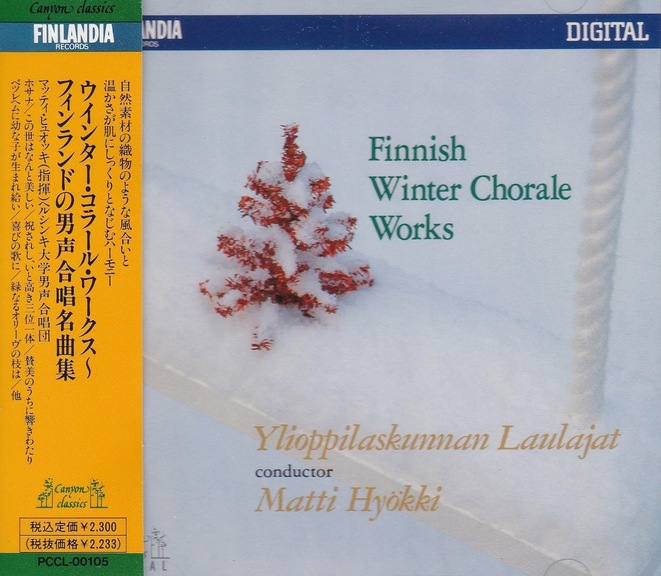 Canyon classics
FINLANDIA
RECORDS
自然素材の織物のような風合いと
温かさが肌にしっくりとなじむハーモニー
ウインター・コラール・ワークス～
フィンランドの男声合唱名曲集
マッティ・ヒュオッキ(指揮)ヘルシンキ大学男声合唱団
ホサナ/この世はなんと美しい/祝されしいと高き三位一体/賛美のうちに響きわたり
ベツレヘムに幼な子が生まれ給い/喜びの歌に/緑なるオリーヴの枝は/他
Canyon
classics
税込定価¥2,300
(税抜価格¥2,233)
PCCL-00105
LANDIA
RDS
DIGITAL
Finnish
Winter Chorale
Works
Ylioppilaskunnan Laulajat
conductor
Matti Hyökki
AL